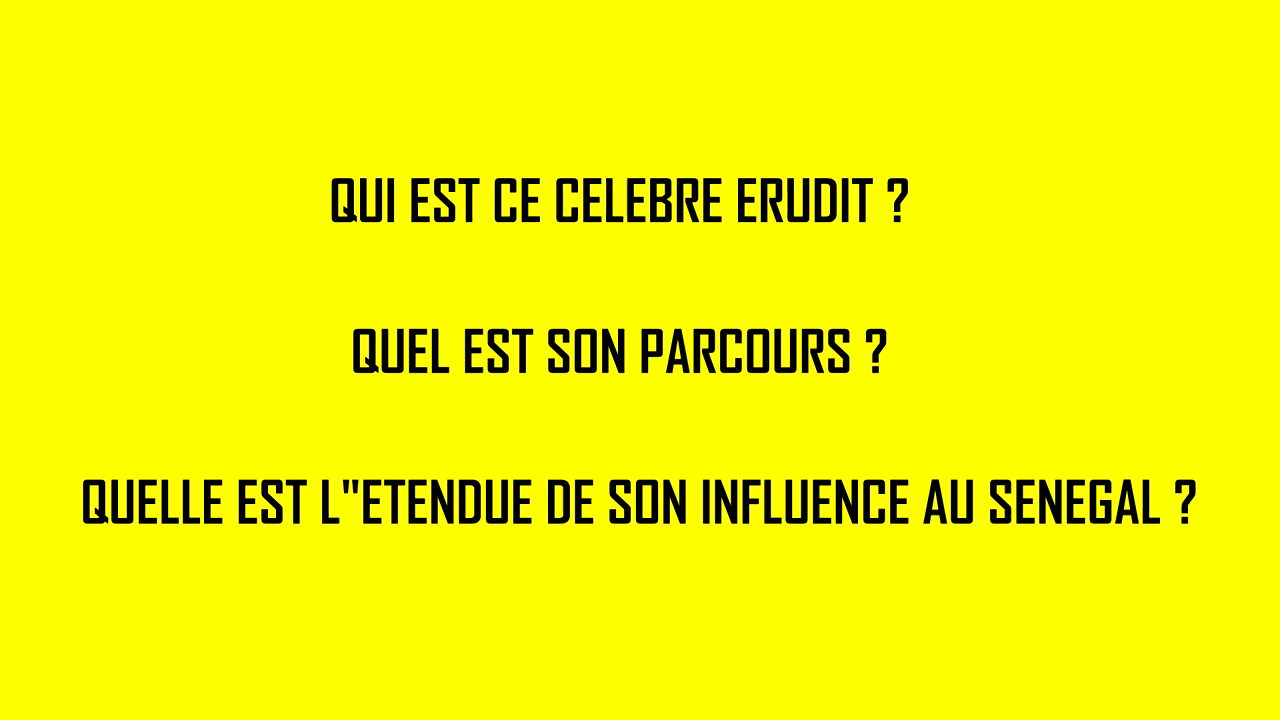 QUI EST CE CELEBRE ERUDIT ?
QUEL EST SON PARCOURS ?
QUELLE EST L"ETENDUE DE SON INFLUENCE AU SENEGAL ?